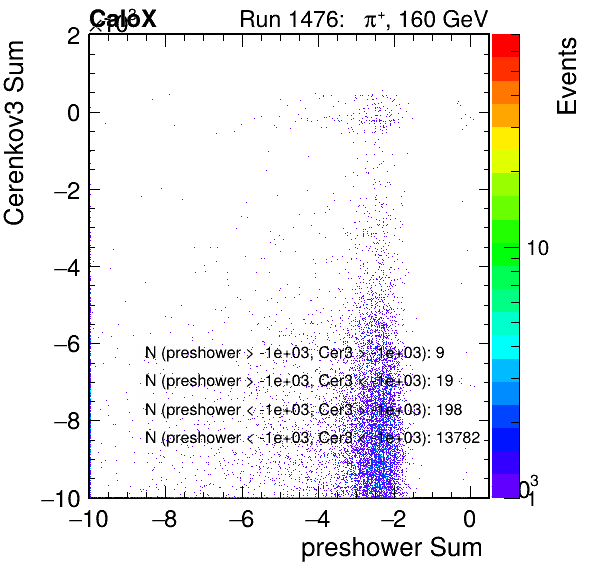 CaloX
×10³
Run 1476: π⁺, 160 GeV
Cerenkov3 Sum
Events
2
0
−2
−4
−6
−8
−10
N (preshower > -1e+03, Cer3 > -1e+03): 9
N (preshower > -1e+03, Cer3 < -1e+03): 19
N (preshower < -1e+03, Cer3 > -1e+03): 198
N (preshower < -1e+03, Cer3 < -1e+03): 13782
10
1
−10 −8 −6 −4 −2 0
preshower Sum